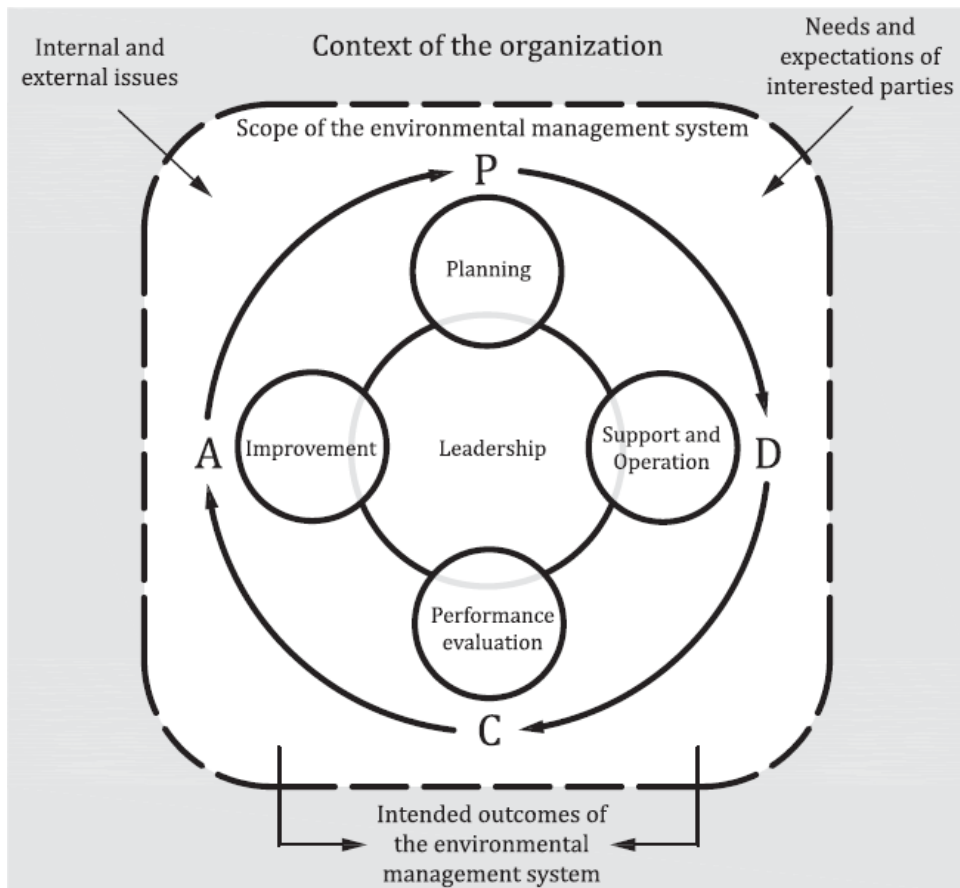 Context of the organization
Internal and
external issues
Needs and
expectations of
interested parties
Scope of the environmental management system
P
Planning
A
Improvement
Leadership
Support and
Operation
D
Performance
evaluation
C
Intended outcomes of
the environmental
management system